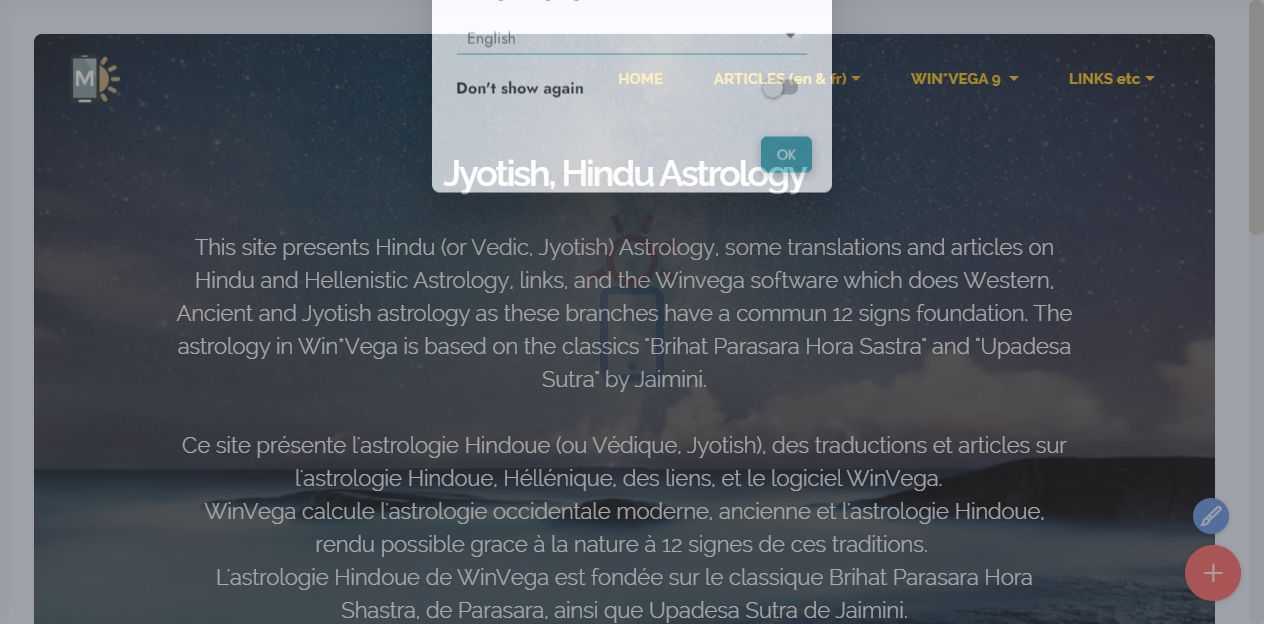 English
M
HOME
ARTICLES (en & fr)
WIN*VEGA 9
LINKS etc
Don't show again
OK
Jyotish, Hindu Astrology
This site presents Hindu (or Vedic, Jyotish) Astrology, some translations and articles on
Hindu and Hellenistic Astrology, links, and the Winvega software which does Western,
Ancient and Jyotish astrology as these branches have a commun 12 signs foundation. The
astrology in Win*Vega is based on the classics "Brihat Parasara Hora Sastra" and "Upadesa
Sutra" by Jaimini.
Ce site présente l'astrologie Hindoue (ou Védique, Jyotish), des traductions et articles sur
l'astrologie Hindoue, Héllénique, des liens, et le logiciel WinVega.
WinVega calcule l'astrologie occidentale moderne, ancienne et l'astrologie Hindoue,
rendu possible grace à la nature à 12 signes de ces traditions.
L'astrologie Hindoue de WinVega est fondée sur le classique Brihat Parasara Hora
Shastra, de Parasara, ainsi que Upadesa Sutra de Jaimini.